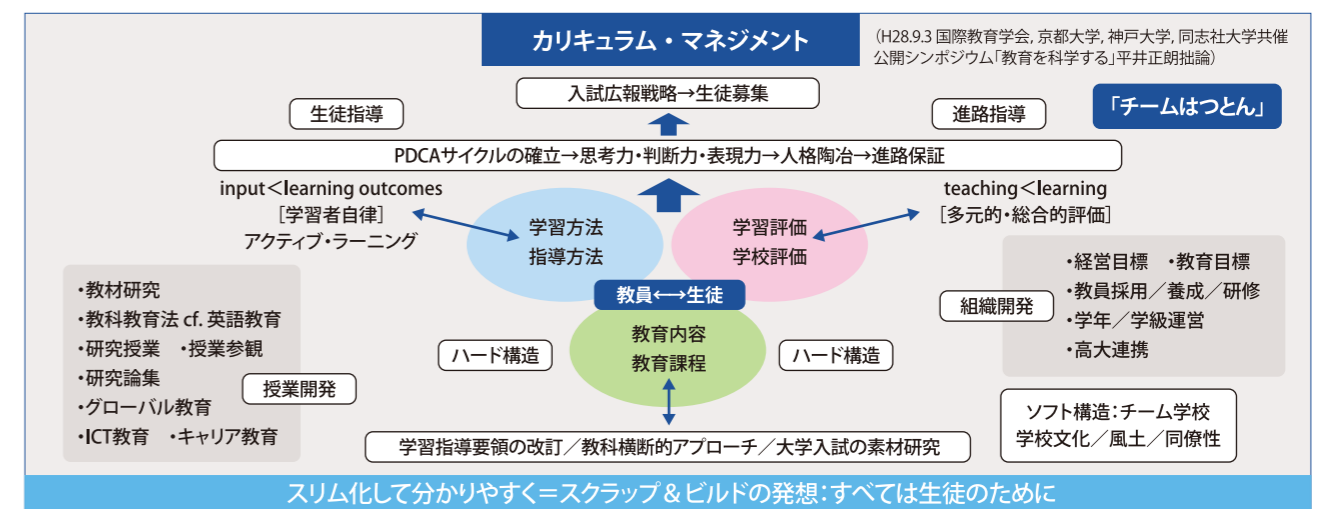 カリキュラム・マネジメント
(H28.9.3 国際教育学会, 京都大学, 神戸大学, 同志社大学共催
公開シンポジウム「教育を科学する」平井正朗拙論)
入試広報戦略→生徒募集
生徒指導
進路指導
「チームはつとん」
PDCAサイクルの確立→思考力・判断力・表現力→人格陶冶→進路保証
input＜learning outcomes
［学習者自律］
アクティブ・ラーニング
学習方法
指導方法
学習評価
学校評価
teaching＜learning
［多元的・総合的評価］
教員⟷生徒
教育内容
教育課程
ハード構造
ハード構造
・教材研究
・教科教育法 cf. 英語教育
・研究授業　・授業参観
・研究論集
・グローバル教育
・ICT教育　・キャリア教育
授業開発
組織開発
・経営目標　・教育目標
・教員採用／養成／研修
・学年／学級運営
・高大連携
ソフト構造：チーム学校
学校文化／風土／同僚性
学習指導要領の改訂／教科横断的アプローチ／大学入試の素材研究
スリム化して分かりやすく＝スクラップ＆ビルドの発想：すべては生徒のために